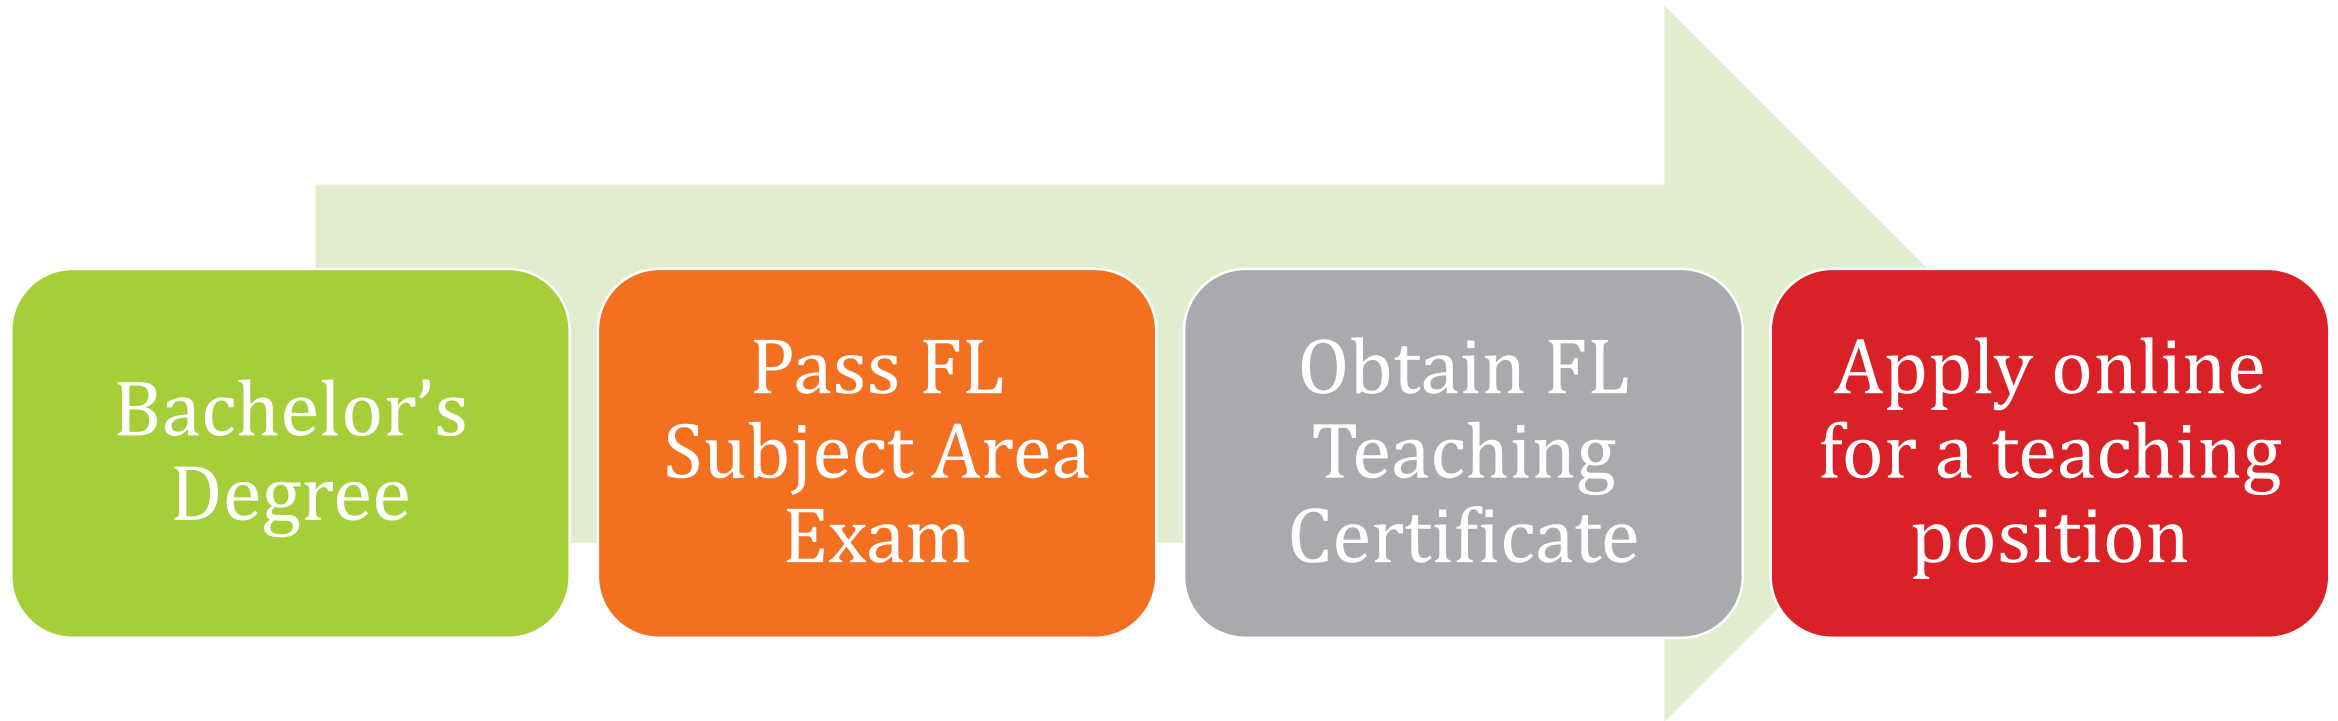 Bachelor’s
Degree
Pass FL
Subject Area
Exam
Obtain FL
Teaching
Certificate
Apply online
for a teaching
position